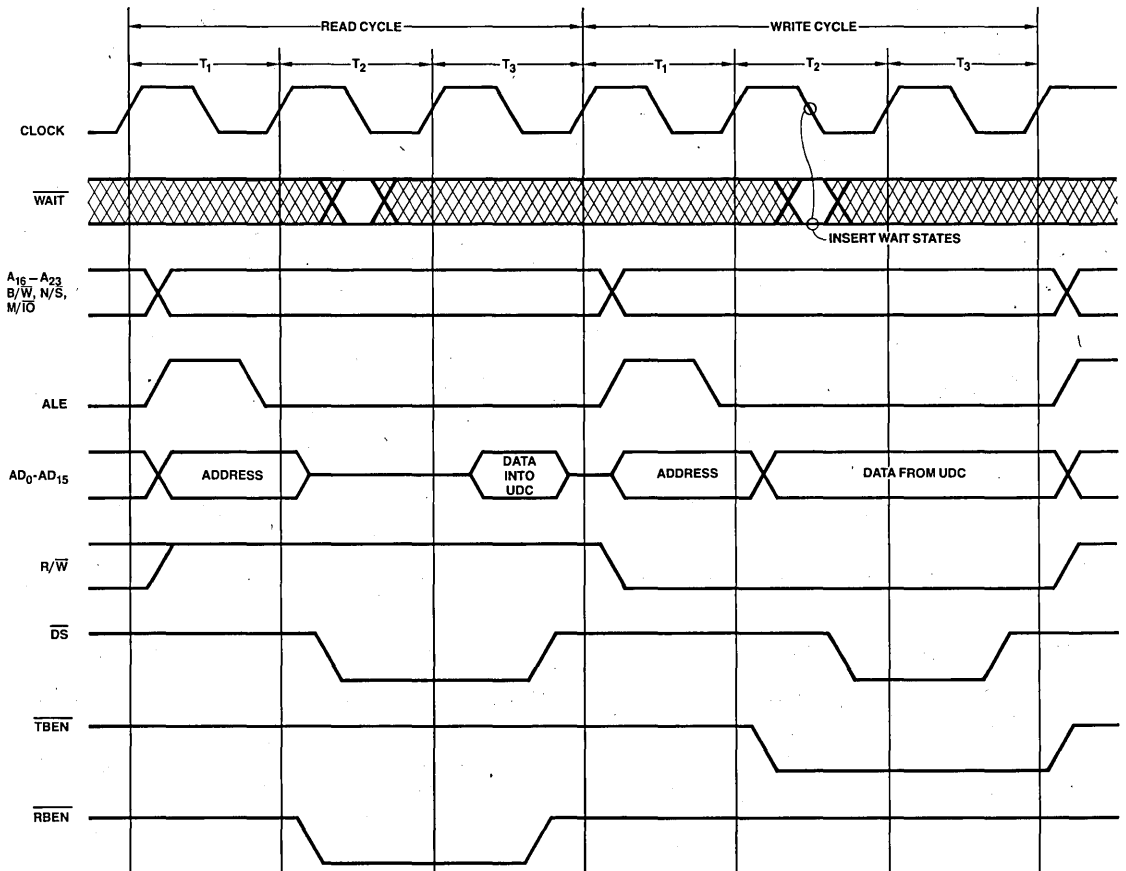 READ CYCLE WRITE CYCLE
T1 T2 T3 T1 T2 T3
CLOCK
WAIT
INSERT WAIT STATES
A16–A23
B/W, N/S,
M/IO
ALE
AD0-AD15 ADDRESS DATA INTO UDC ADDRESS DATA FROM UDC
R/W
DS
TBEN
RBEN